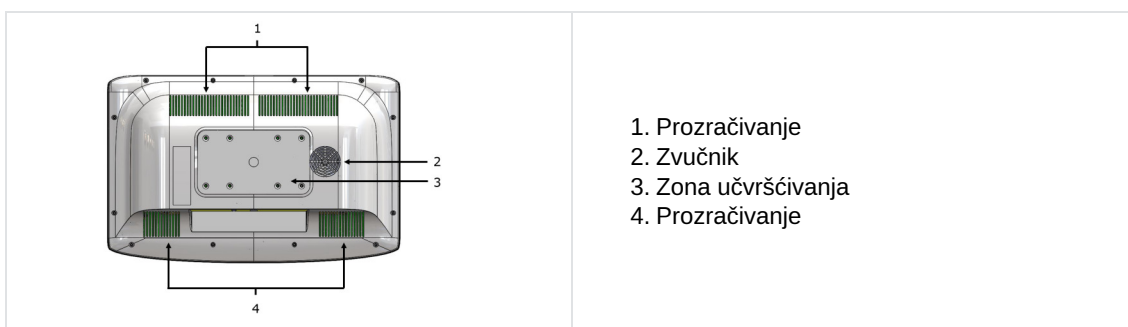 1
2
3
4
1. Prozračivanje
2. Zvučnik
3. Zona učvršćivanja
4. Prozračivanje